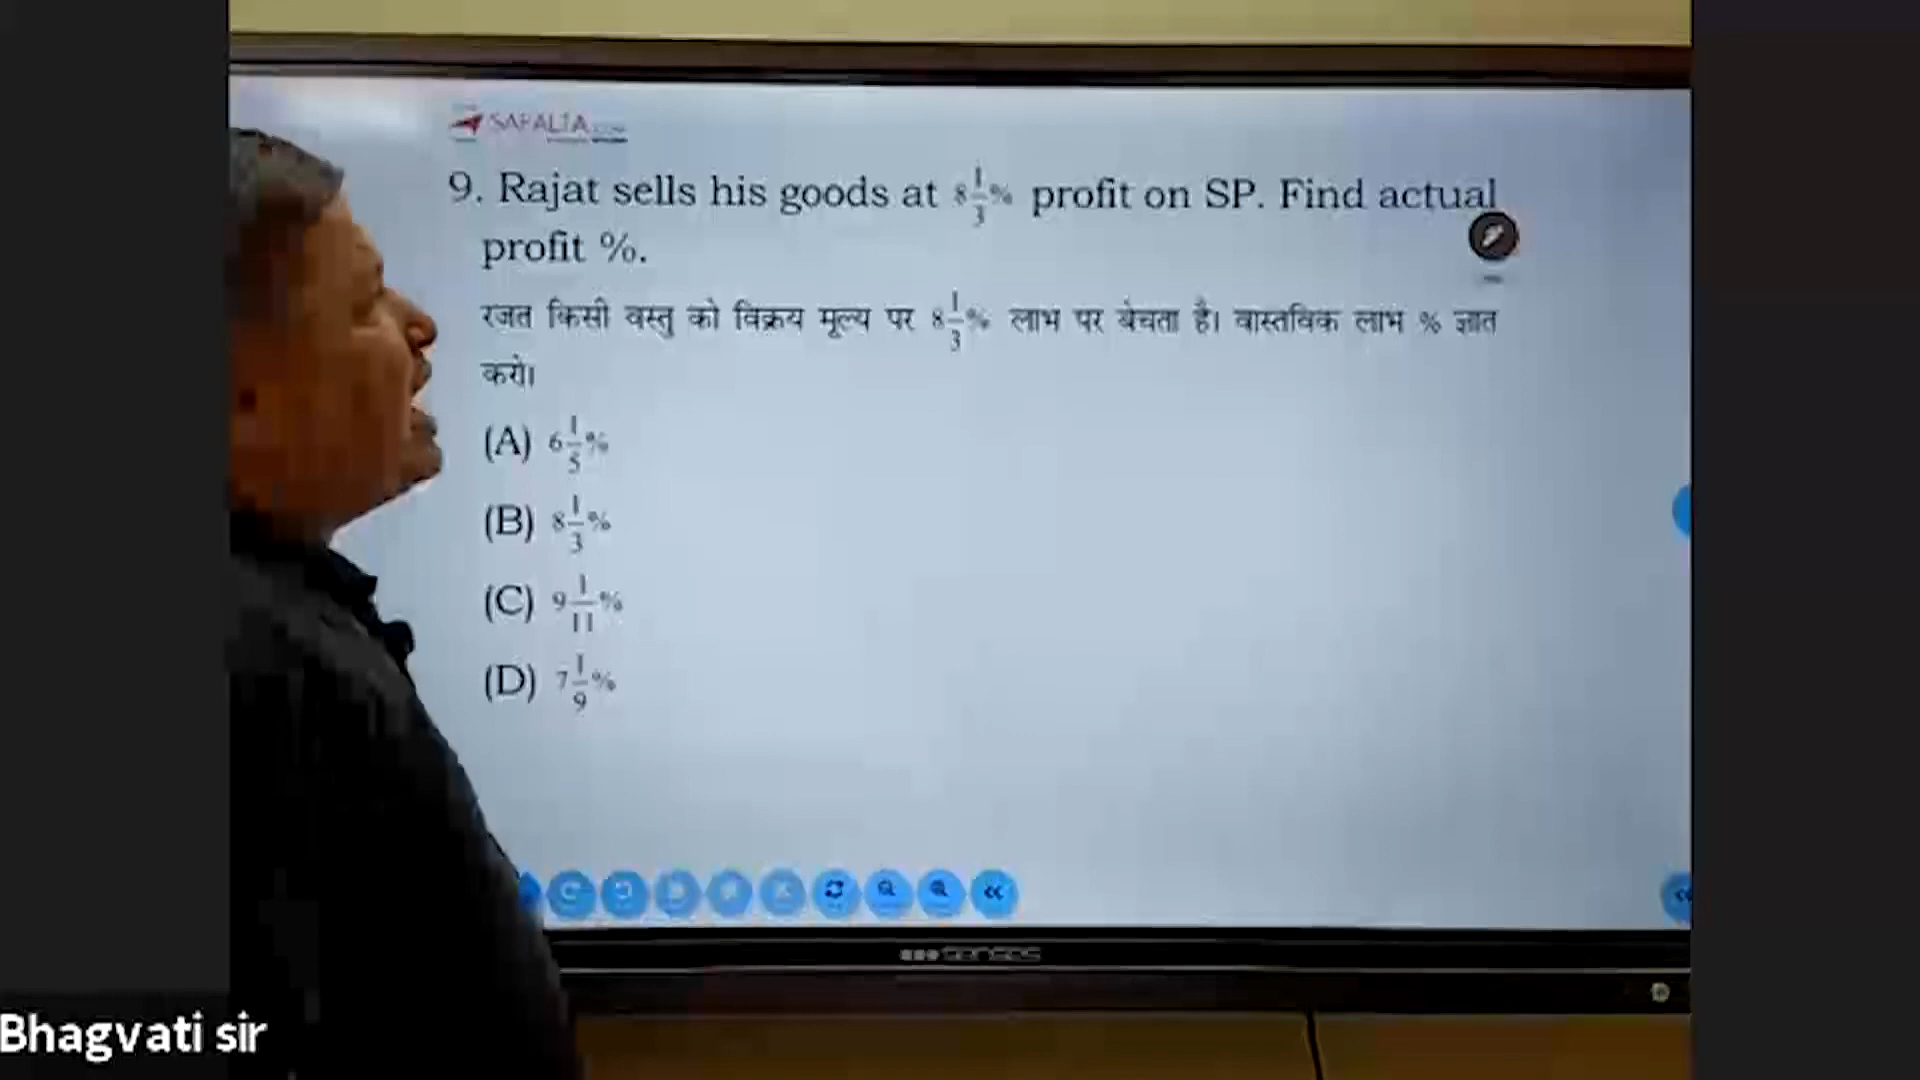 SAFALTA.COM
9. Rajat sells his goods at 8 1/3 % profit on SP. Find actual
profit %.
रजत किसी वस्तु को विक्रय मूल्य पर 8 1/3 % लाभ पर बेचता है। वास्तविक लाभ % ज्ञात
करो।
(A) 6 1/5 %
(B) 8 1/3 %
(C) 9 1/11 %
(D) 7 1/9 %
Bhagvati sir